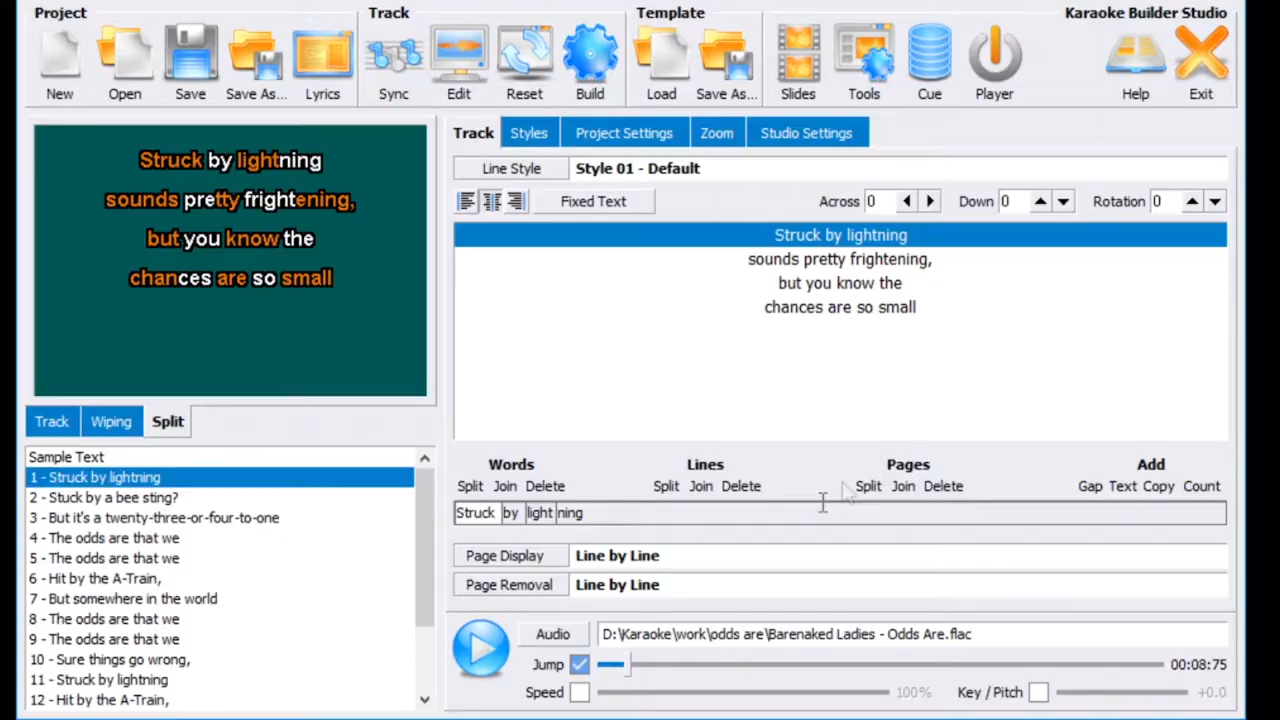 Project
Track
Template
Karaoke Builder Studio
New
Open
Save
Save As...
Lyrics
Sync
Edit
Reset
Build
Load
Save As...
Slides
Tools
Cue
Player
Help
Exit
Struck by lightning
sounds pretty frightening,
but you know the
chances are so small
Track
Wiping
Split
Sample Text
1 - Struck by lightning
2 - Stuck by a bee sting?
3 - But it's a twenty-three-or-four-to-one
4 - The odds are that we
5 - The odds are that we
6 - Hit by the A-Train,
7 - But somewhere in the world
8 - The odds are that we
9 - The odds are that we
10 - Sure things go wrong,
11 - Struck by lightning
12 - Hit by the A-Train,
Track
Styles
Project Settings
Zoom
Studio Settings
Line Style
Style 01 - Default
Fixed Text
Across 0
Down 0
Rotation 0
Struck by lightning
sounds pretty frightening,
but you know the
chances are so small
Words
Lines
Pages
Add
Split Join Delete
Split Join Delete
Split Join Delete
Gap Text Copy Count
Struck by light ning
Page Display
Line by Line
Page Removal
Line by Line
Audio
D:\Karaoke\work\odds are\Barenaked Ladies - Odds Are.flac
Jump
00:08:75
Speed
100%
Key / Pitch
+0.0